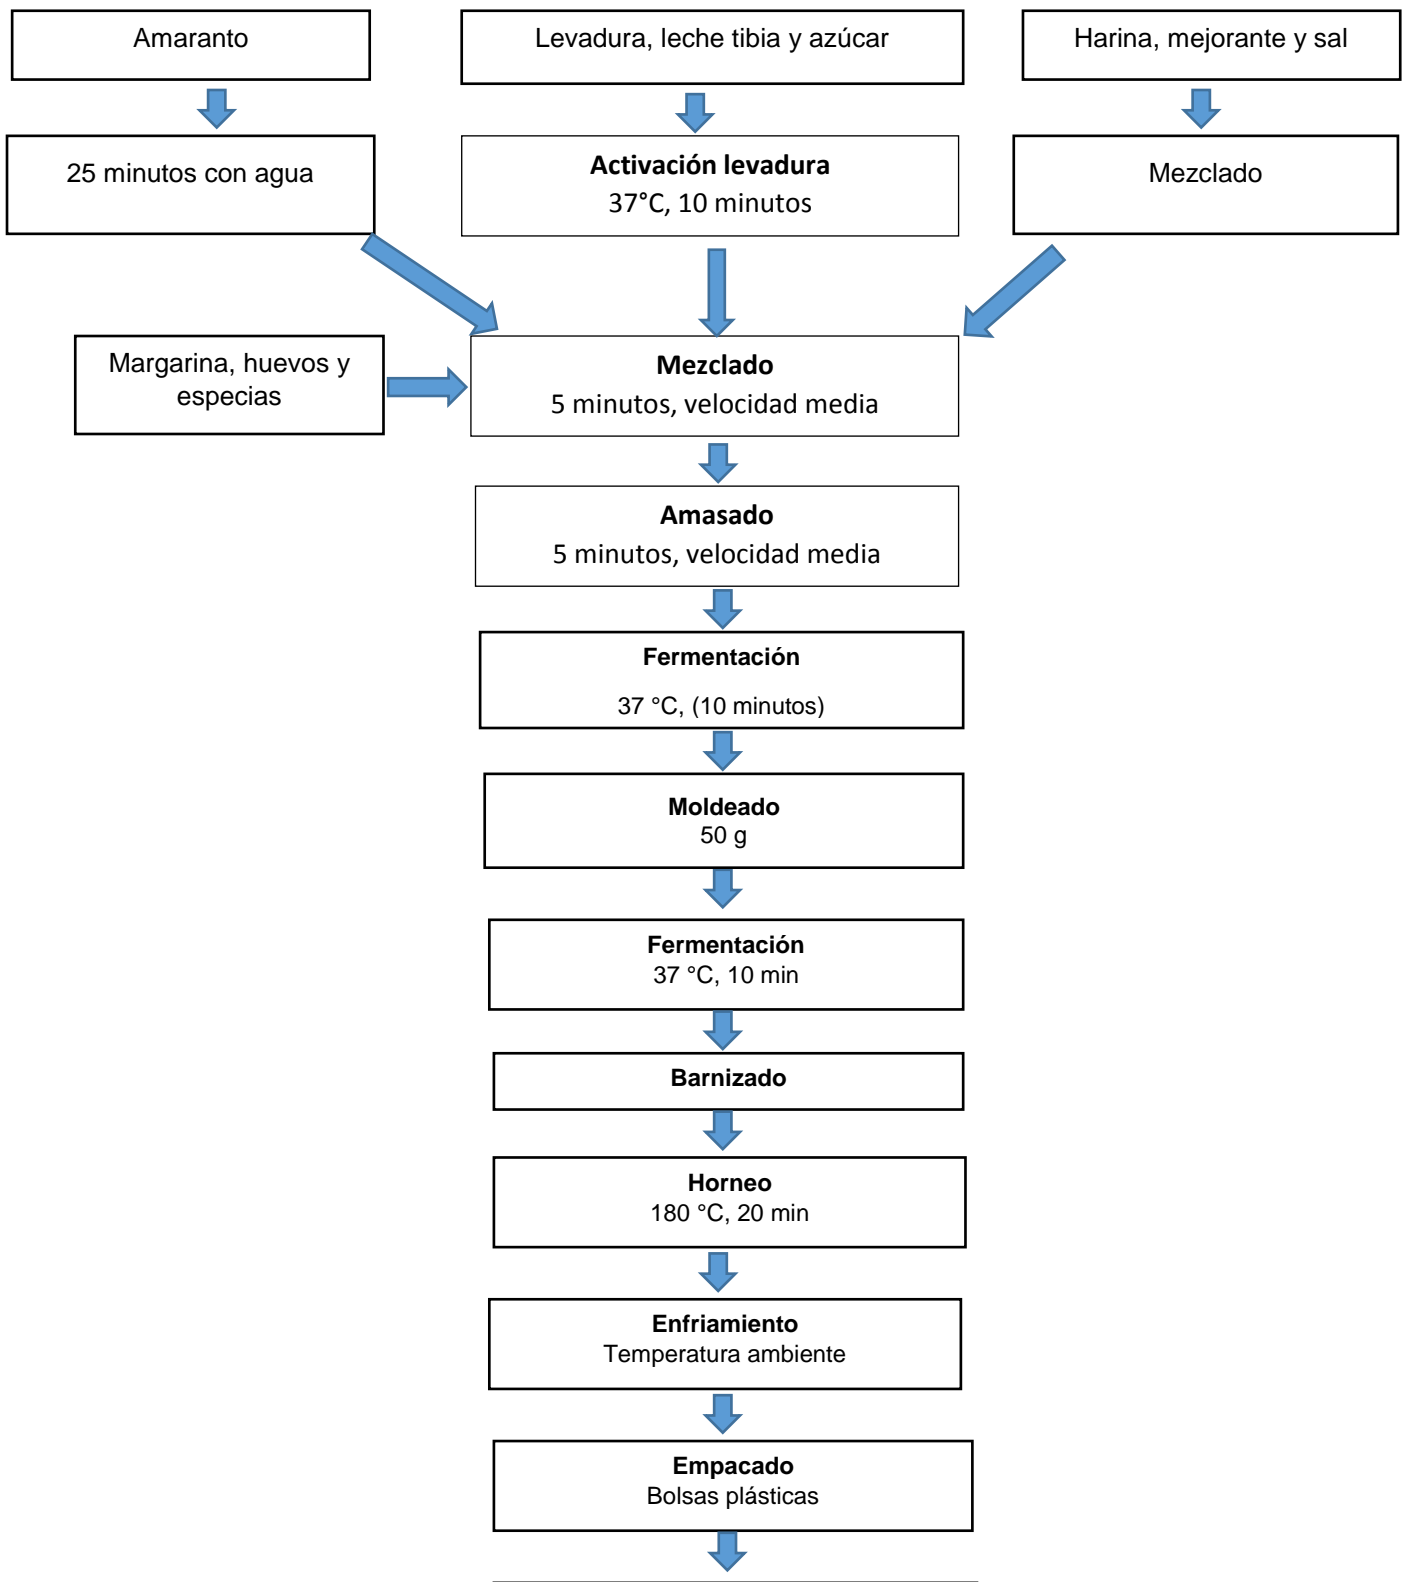 Amaranto
Levadura, leche tibia y azúcar
Harina, mejorante y sal
25 minutos con agua
Activación levadura
37°C, 10 minutos
Mezclado
Margarina, huevos y
especias
Mezclado
5 minutos, velocidad media
Amasado
5 minutos, velocidad media
Fermentación
37 °C, (10 minutos)
Moldeado
50 g
Fermentación
37 °C, 10 min
Barnizado
Horneo
180 °C, 20 min
Enfriamiento
Temperatura ambiente
Empacado
Bolsas plásticas